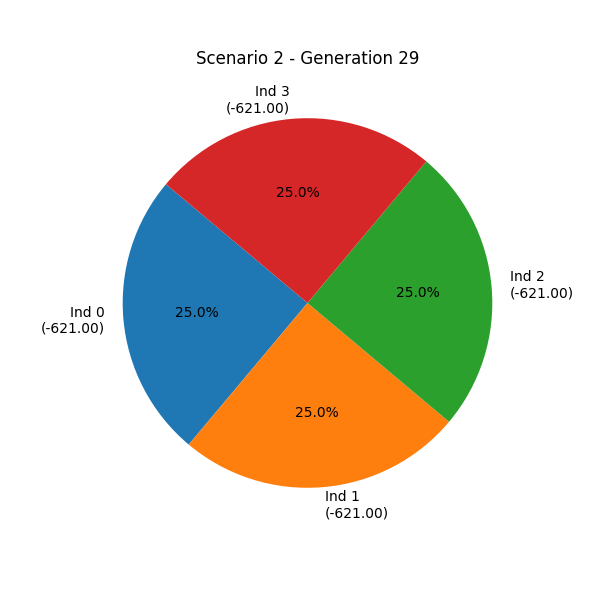 Scenario 2 - Generation 29
Ind 3
(-621.00)
25.0%
Ind 2
(-621.00)
25.0%
Ind 0
(-621.00)
25.0%
25.0%
Ind 1
(-621.00)